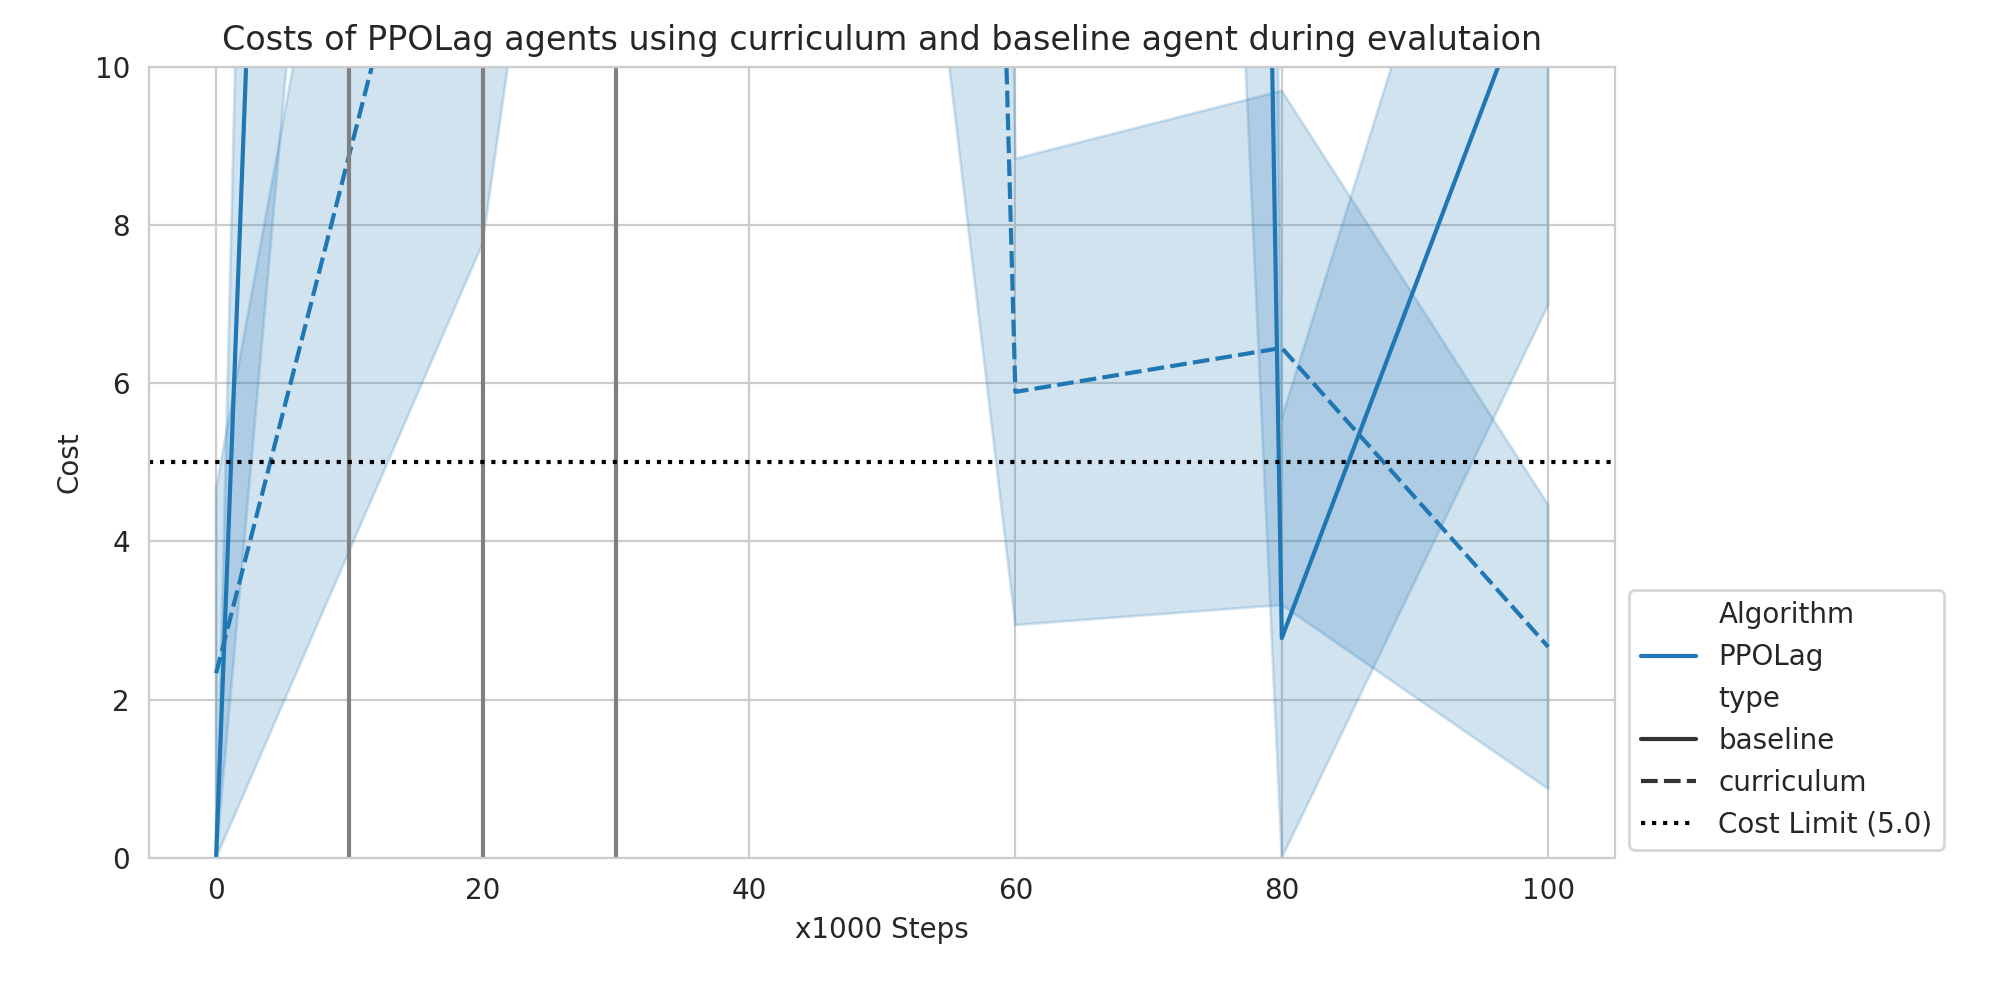 Costs of PPOLag agents using curriculum and baseline agent during evalutaion
10
8
6
4
2
0
Cost
0 20 40 60 80 100
x1000 Steps
Algorithm
PPOLag
type
baseline
curriculum
Cost Limit (5.0)